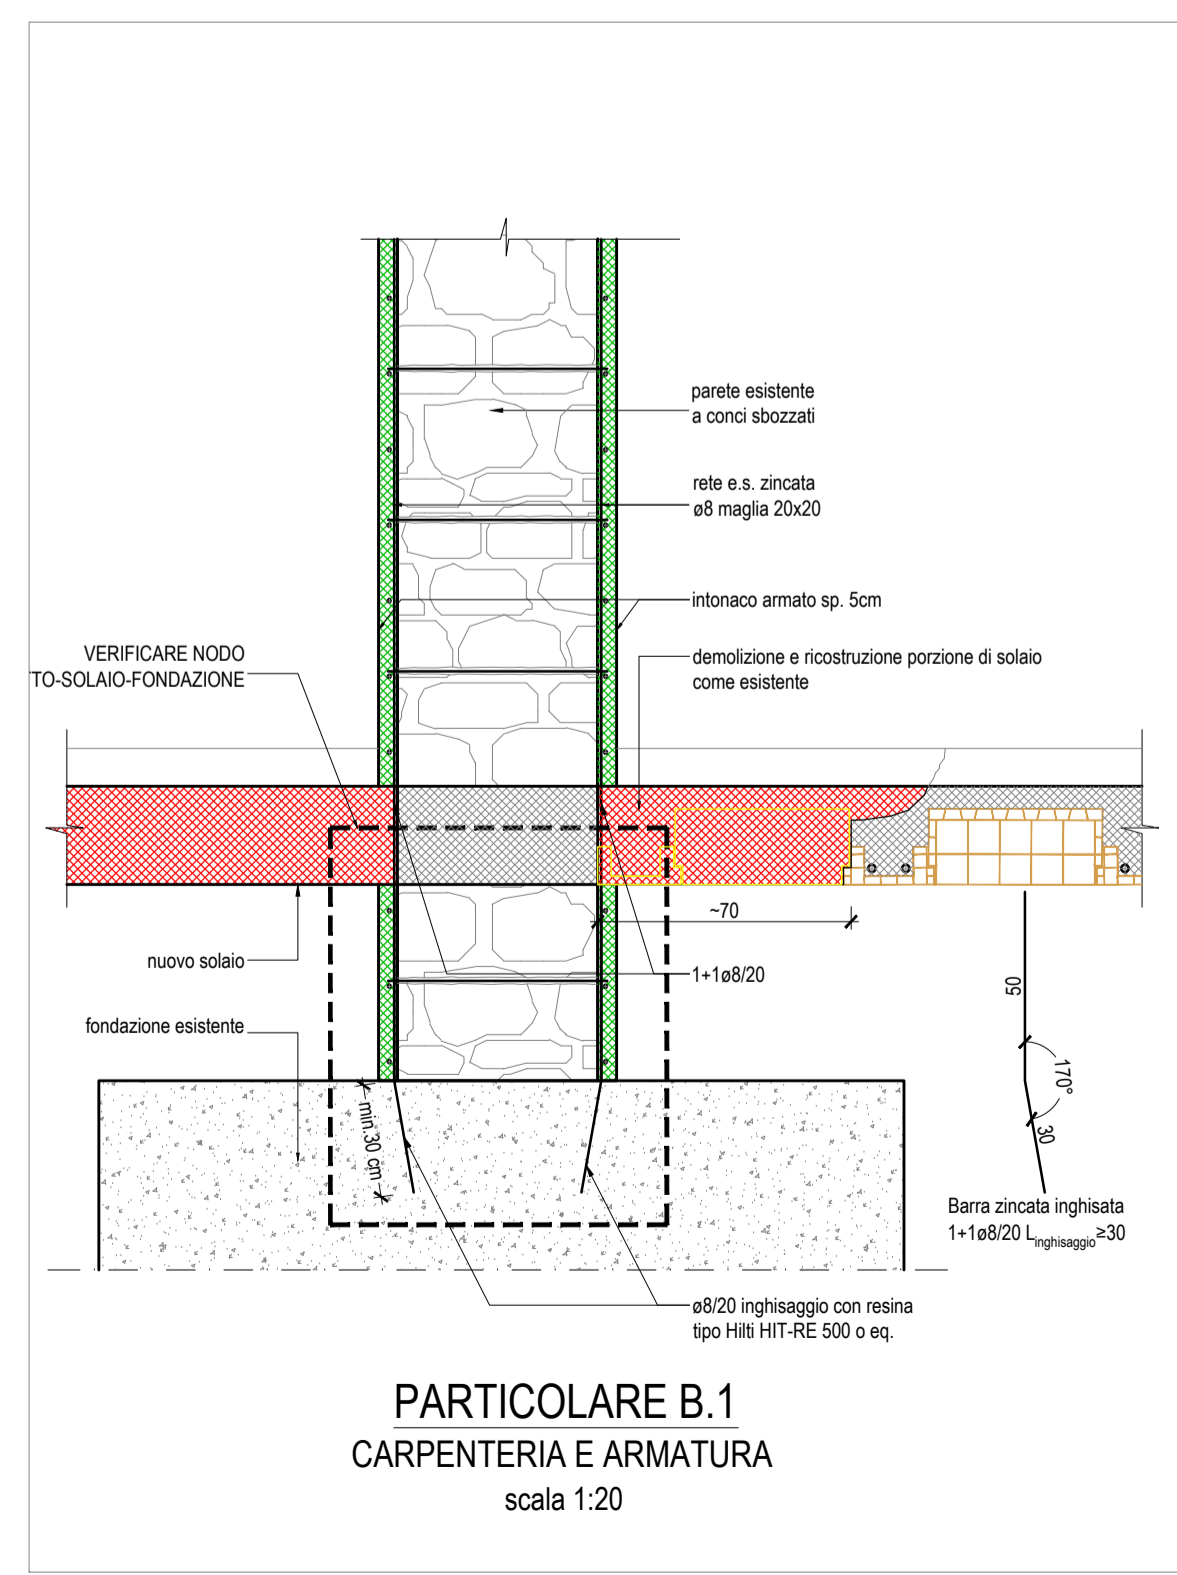 parete esistente
a conci sbozzati
rete e.s. zincata
ø8 maglia 20x20
intonaco armato sp. 5cm
VERIFICARE NODO
TTO-SOLAIO-FONDAZIONE
demolizione e ricostruzione porzione di solaio
come esistente
~70
nuovo solaio
1+1ø8/20
50
fondazione esistente
170°
min.30 cm
30
Barra zincata inghisata
1+1ø8/20 Linghisaggio≥30
ø8/20 inghisaggio con resina
tipo Hilti HIT-RE 500 o eq.
PARTICOLARE B.1
CARPENTERIA E ARMATURA
scala 1:20